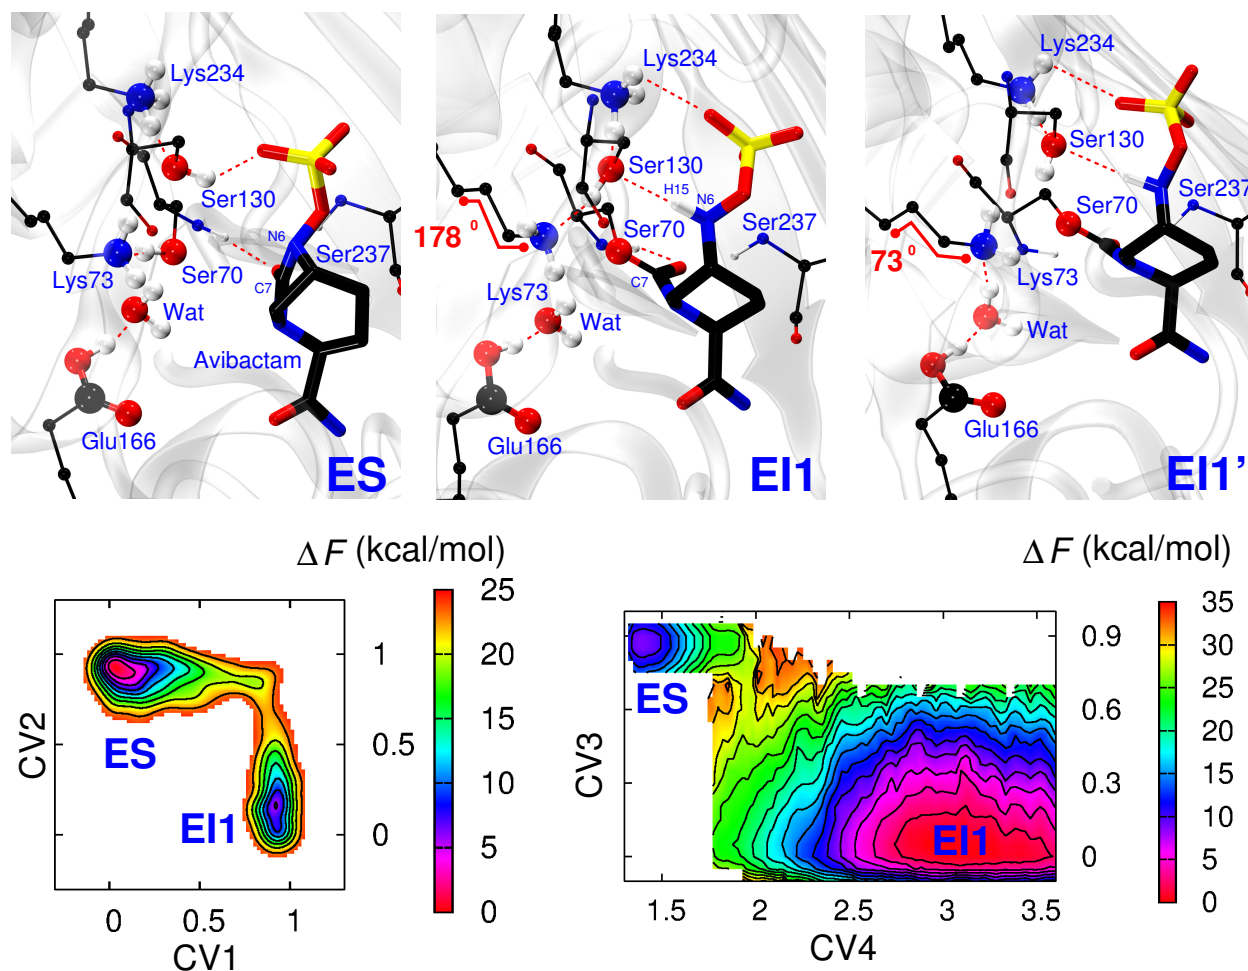 Lys234
Ser130
N6
Ser237
Lys73
Ser70
C7
Wat
Avibactam
Glu166
ES
Lys234
Ser130
H15
N6
178 0
Ser70
Ser237
Lys73
C7
Wat
Glu166
EI1
Lys234
Ser130
Ser237
Ser70
73 0
Lys73
Wat
Glu166
EI1’
Δ F (kcal/mol)
CV2
1
0.5
0
0 0.5 1
CV1
ES
EI1
25
20
15
10
5
0
Δ F (kcal/mol)
CV3
0.9
0.6
0.3
0
1.5 2 2.5 3 3.5
CV4
ES
EI1
35
30
25
20
15
10
5
0